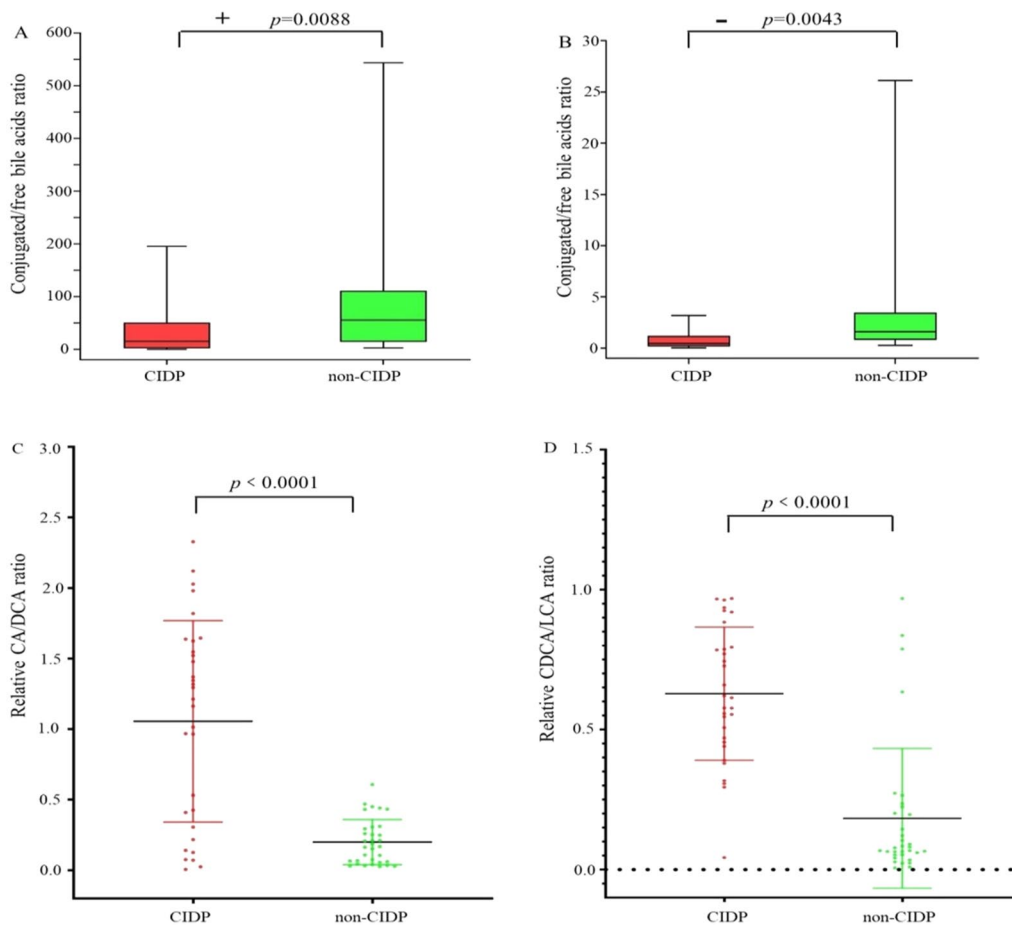 A
+ p=0.0088
Conjugated/free bile acids ratio
600
500
400
300
200
100
0
CIDP non-CIDP
B
- p=0.0043
Conjugated/free bile acids ratio
30
25
20
15
10
5
0
CIDP non-CIDP
C
p < 0.0001
Relative CA/DCA ratio
3.0
2.5
2.0
1.5
1.0
0.5
0.0
CIDP non-CIDP
D
p < 0.0001
Relative CDCA/LCA ratio
1.5
1.0
0.5
0.0
CIDP non-CIDP